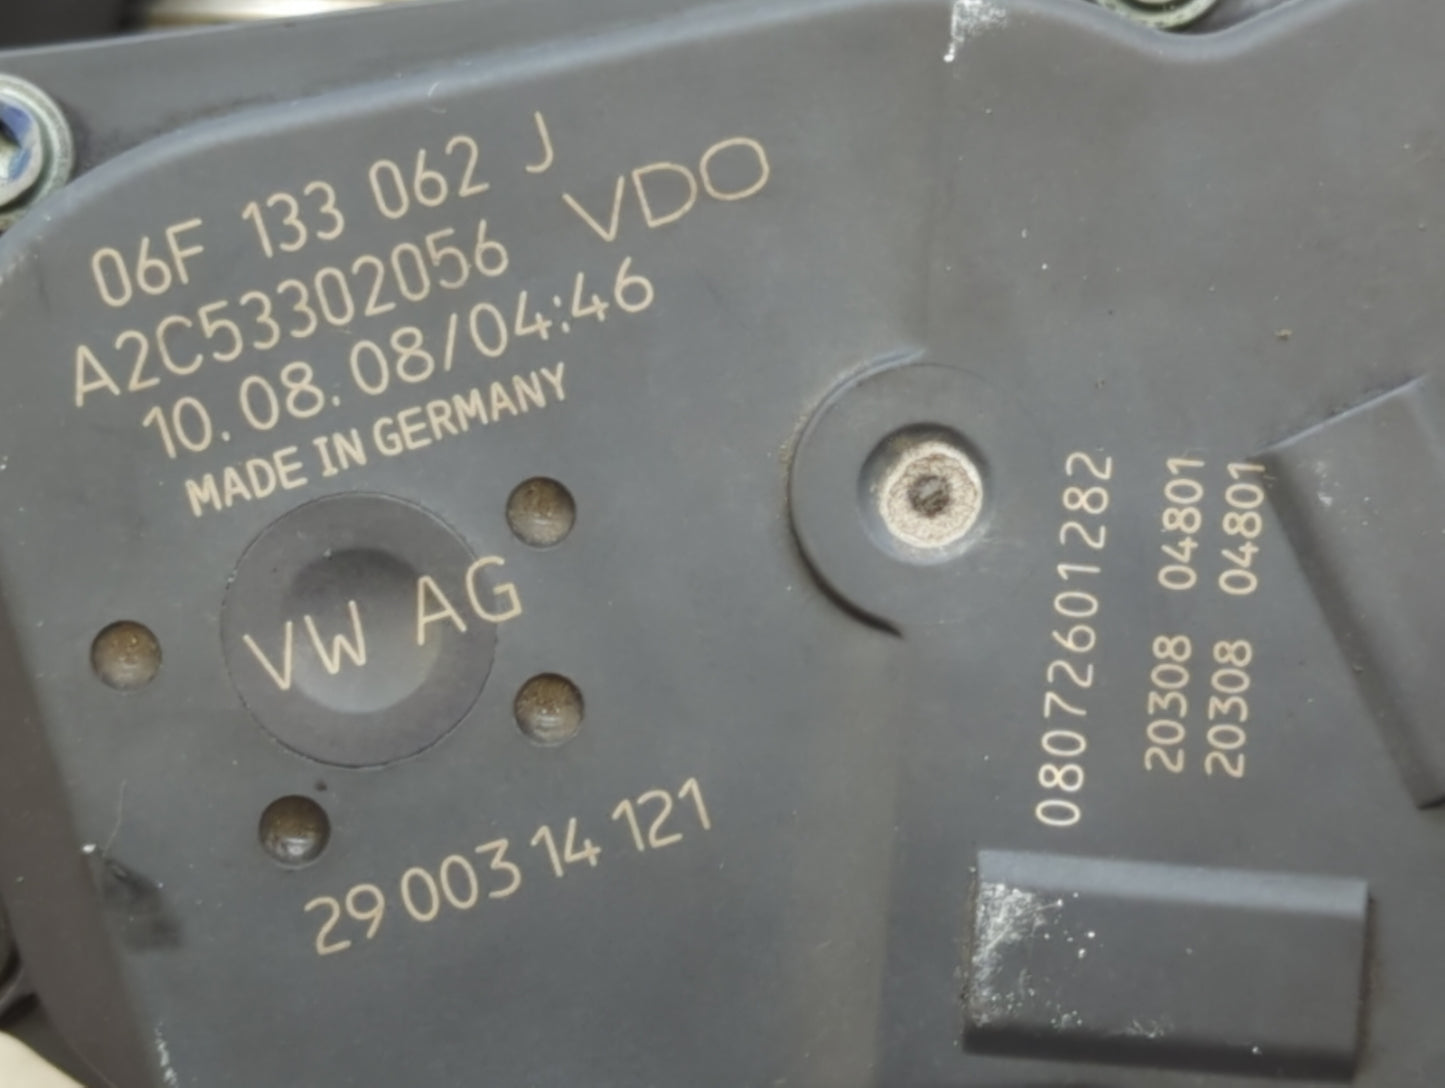 06F 133 062 J
A2C53302056 VDO
10.08.08/04:46
MADE IN GERMANY
VW AG
29 003 14 121
08072601282
20308 04801
20308 04801